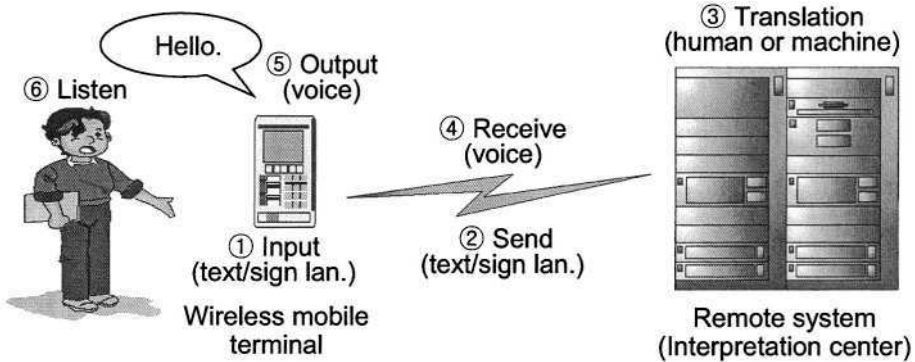 ③ Translation
(human or machine)
Hello.
⑤ Output
(voice)
⑥ Listen
④ Receive
(voice)
① Input
(text/sign lan.)
② Send
(text/sign lan.)
Wireless mobile
terminal
Remote system
(Interpretation center)